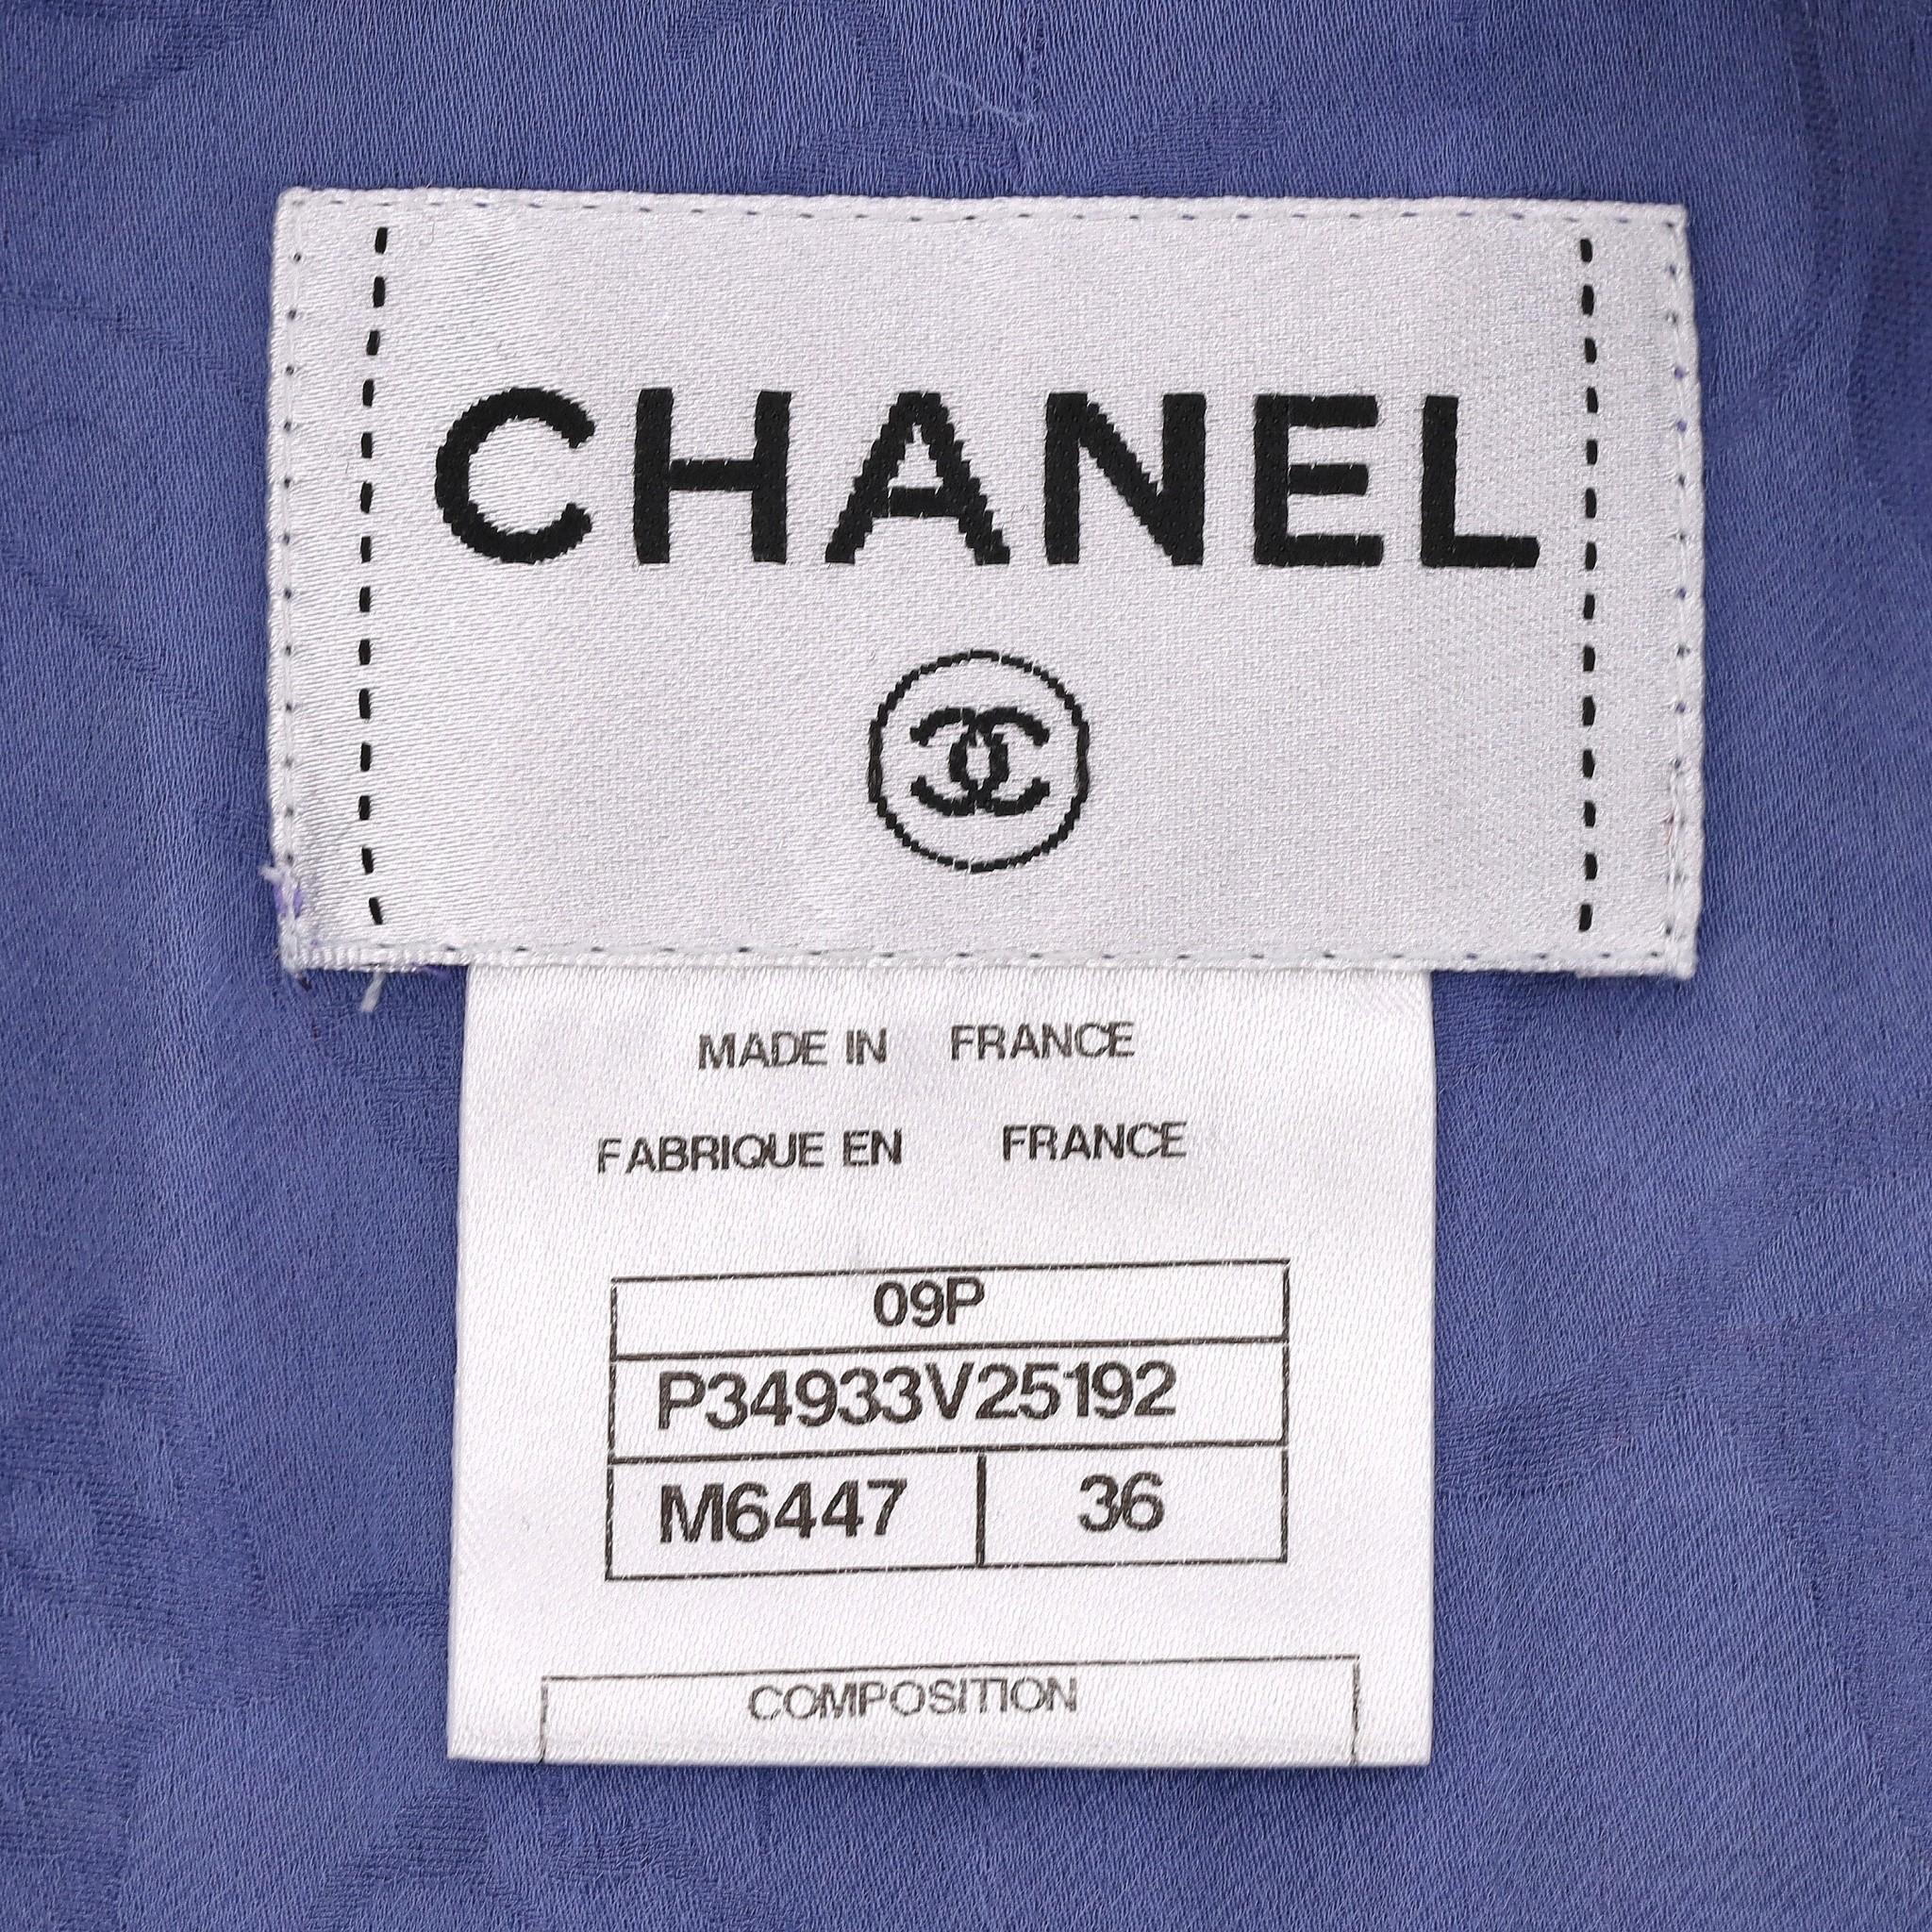 CHANEL
MADE IN FRANCE
FABRIQUE EN FRANCE
09P
P34933V25192
M6447 36
COMPOSITION